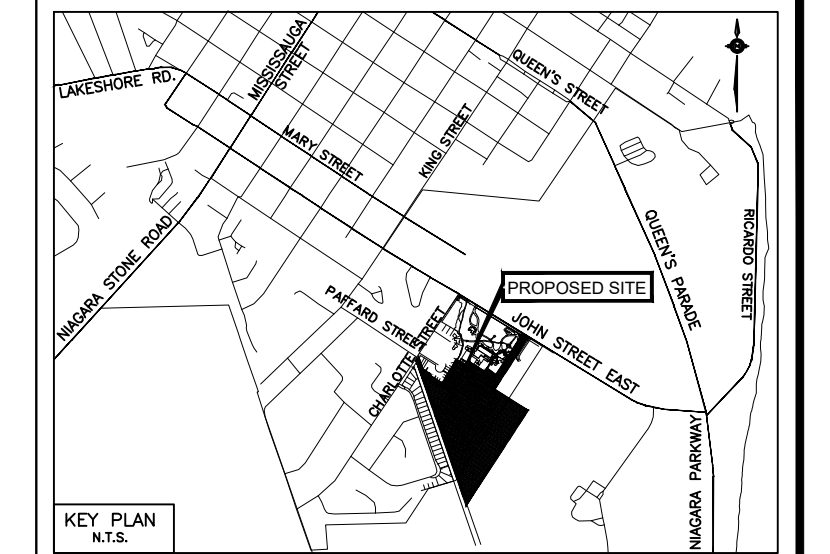 MISSISSAUGA
STREET
QUEEN'S STREET
LAKESHORE RD.
MARY STREET
KING STREET
NIAGARA STONE ROAD
QUEEN'S PARADE
RICARDO STREET
PROPOSED SITE
PAFFARD STREET
JOHN STREET EAST
CHARLOTTE STREET
NIAGARA PARKWAY
KEY PLAN
N.T.S.